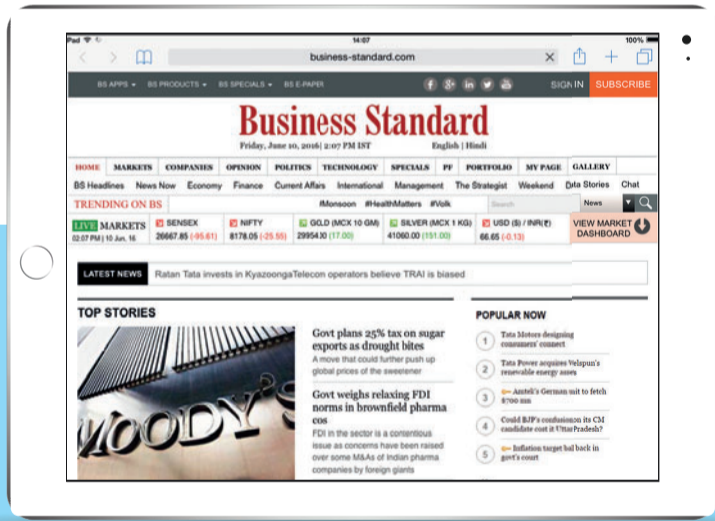 iPad 14:07 100%
business-standard.com
BS APPS BS PRODUCTS BS SPECIALS BS E-PAPER SIGN IN SUBSCRIBE
Business Standard
Friday, June 10, 2016| 2:07 PM IST English | Hindi
HOME MARKETS COMPANIES OPINION POLITICS TECHNOLOGY SPECIALS PF PORTFOLIO MY PAGE GALLERY
BS Headlines News Now Economy Finance Current Affairs International Management The Strategist Weekend Data Stories Chat
TRENDING ON BS #Monsoon #HealthMatters #Volk Search News
LIVE MARKETS SENSEX NIFTY GOLD (MCX 10 GM) SILVER (MCX 1 KG) USD ($) / INR(₹) VIEW MARKET
02:07 PM | 10 Jun, 16 26667.85 (-95.61) 8178.05 (-25.55) 29954.00 (17.00) 41060.00 (151.00) 66.65 (-0.13) DASHBOARD
LATEST NEWS Ratan Tata invests in KyazoongaTelecon operators believe TRAI is biased
TOP STORIES
MOODY'S
Govt plans 25% tax on sugar
exports as drought bites
A move that could further push up
global prices of the sweetener
Govt weighs relaxing FDI
norms in brownfield pharma
cos
FDI in the sector is a contentious
issue as concerns have been raised
over some M&As of Indian pharma
companies by foreign giants
POPULAR NOW
1 Tata Motors designing
consumers' connect
2 Tata Power acquires Velspun's
renewable energy asses
3 Amtek's German unit to fetch
$700 mn
4 Could BJP's confusion on its CM
candidate cost it Uttar Pradesh?
5 Inflation target bal back in
govt's court